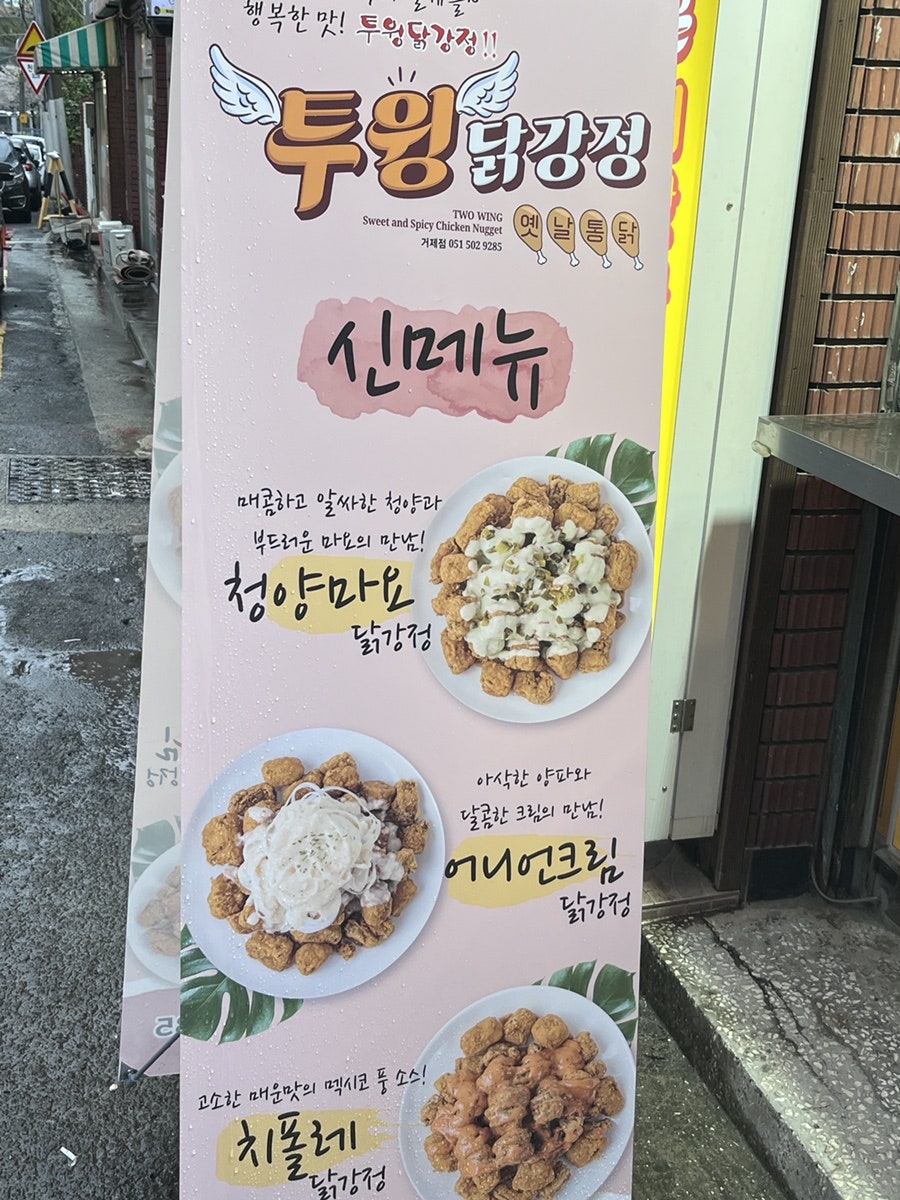 행복한 맛! 투윙닭강정!!
투윙 닭강정
TWO WING
Sweet and Spicy Chicken Nugget
거제점 051 502 9285
옛날통닭
신메뉴
매콤하고 알싸한 청양과
부드러운 마요의 만남!
청양마요
닭강정
아삭한 양파와
달콤한 크림의 만남!
어니언크림
닭강정
고소한 매운맛의 멕시코 풍 소스!
치폴레
닭강정